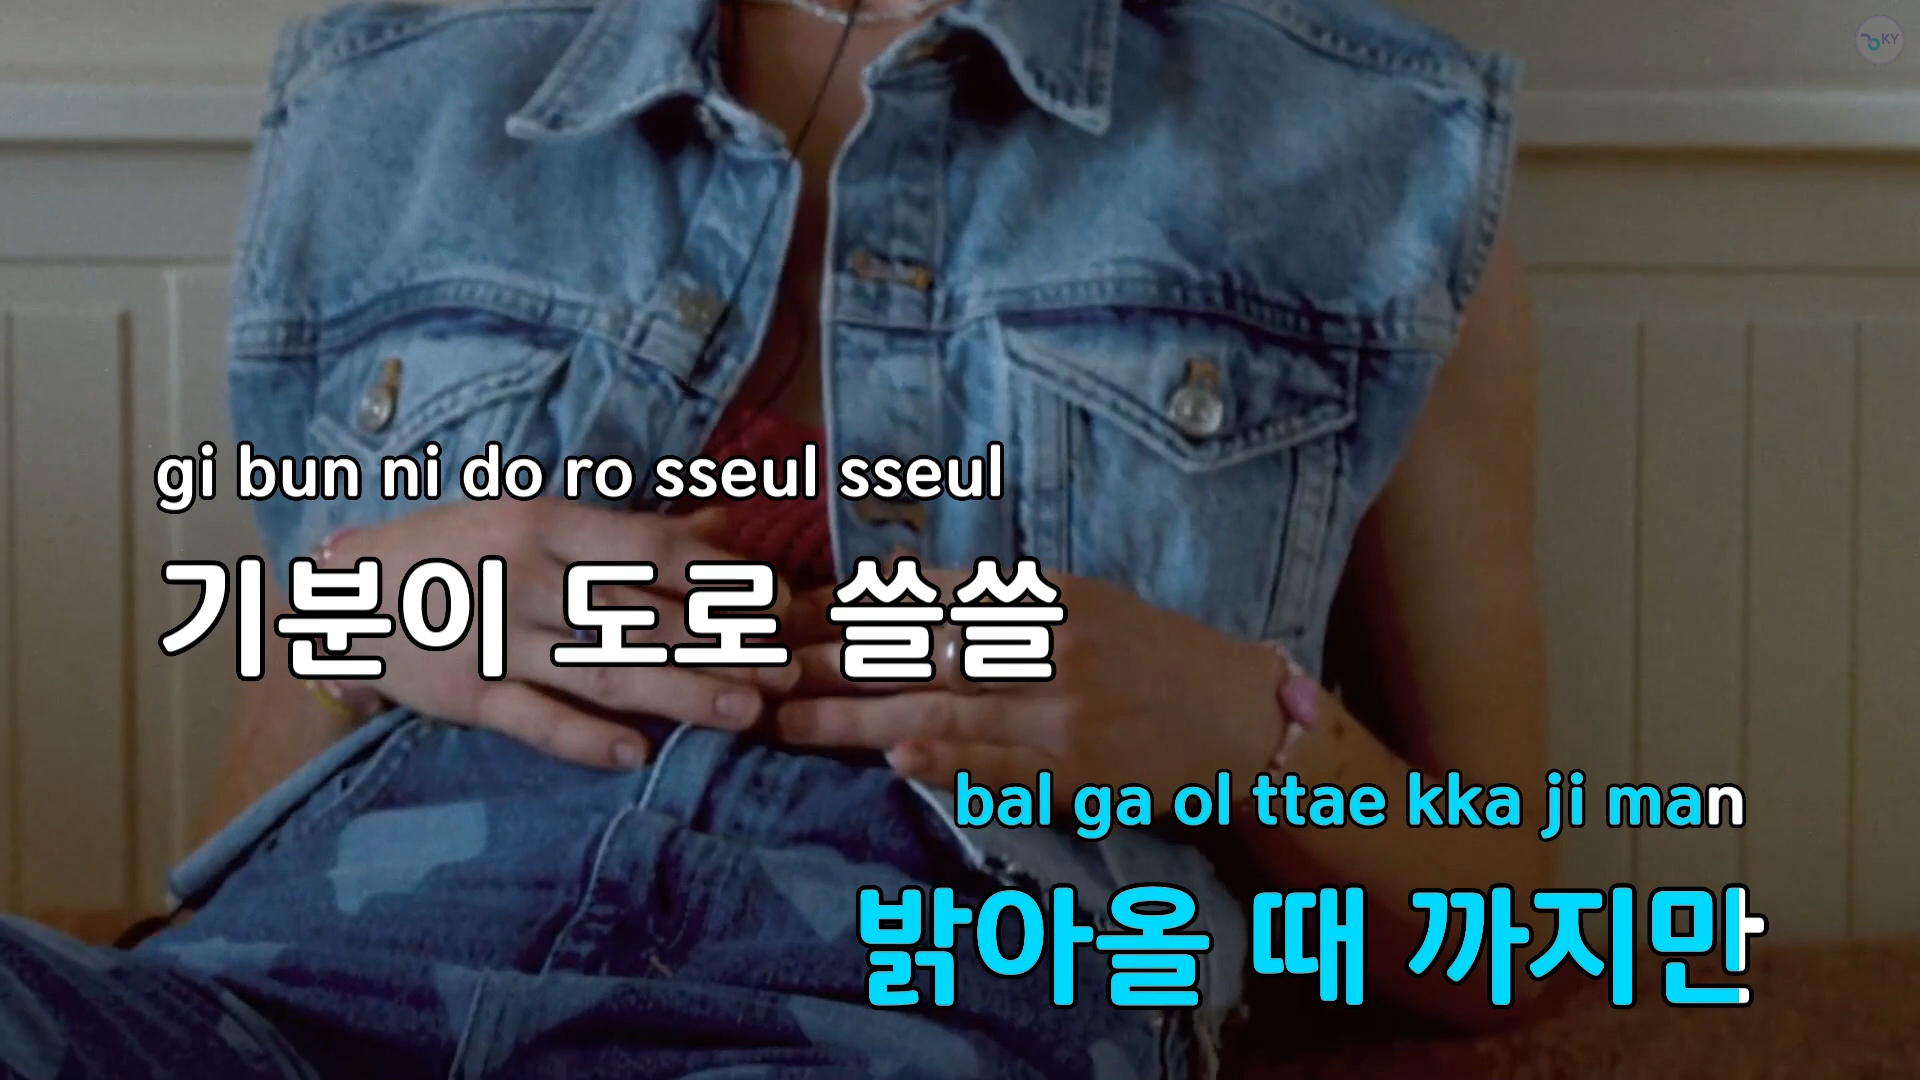 KY
gi bun ni do ro sseul sseul
기분이 도로 쓸쓸
bal ga ol ttae kka ji man
밝아올 때 까지만